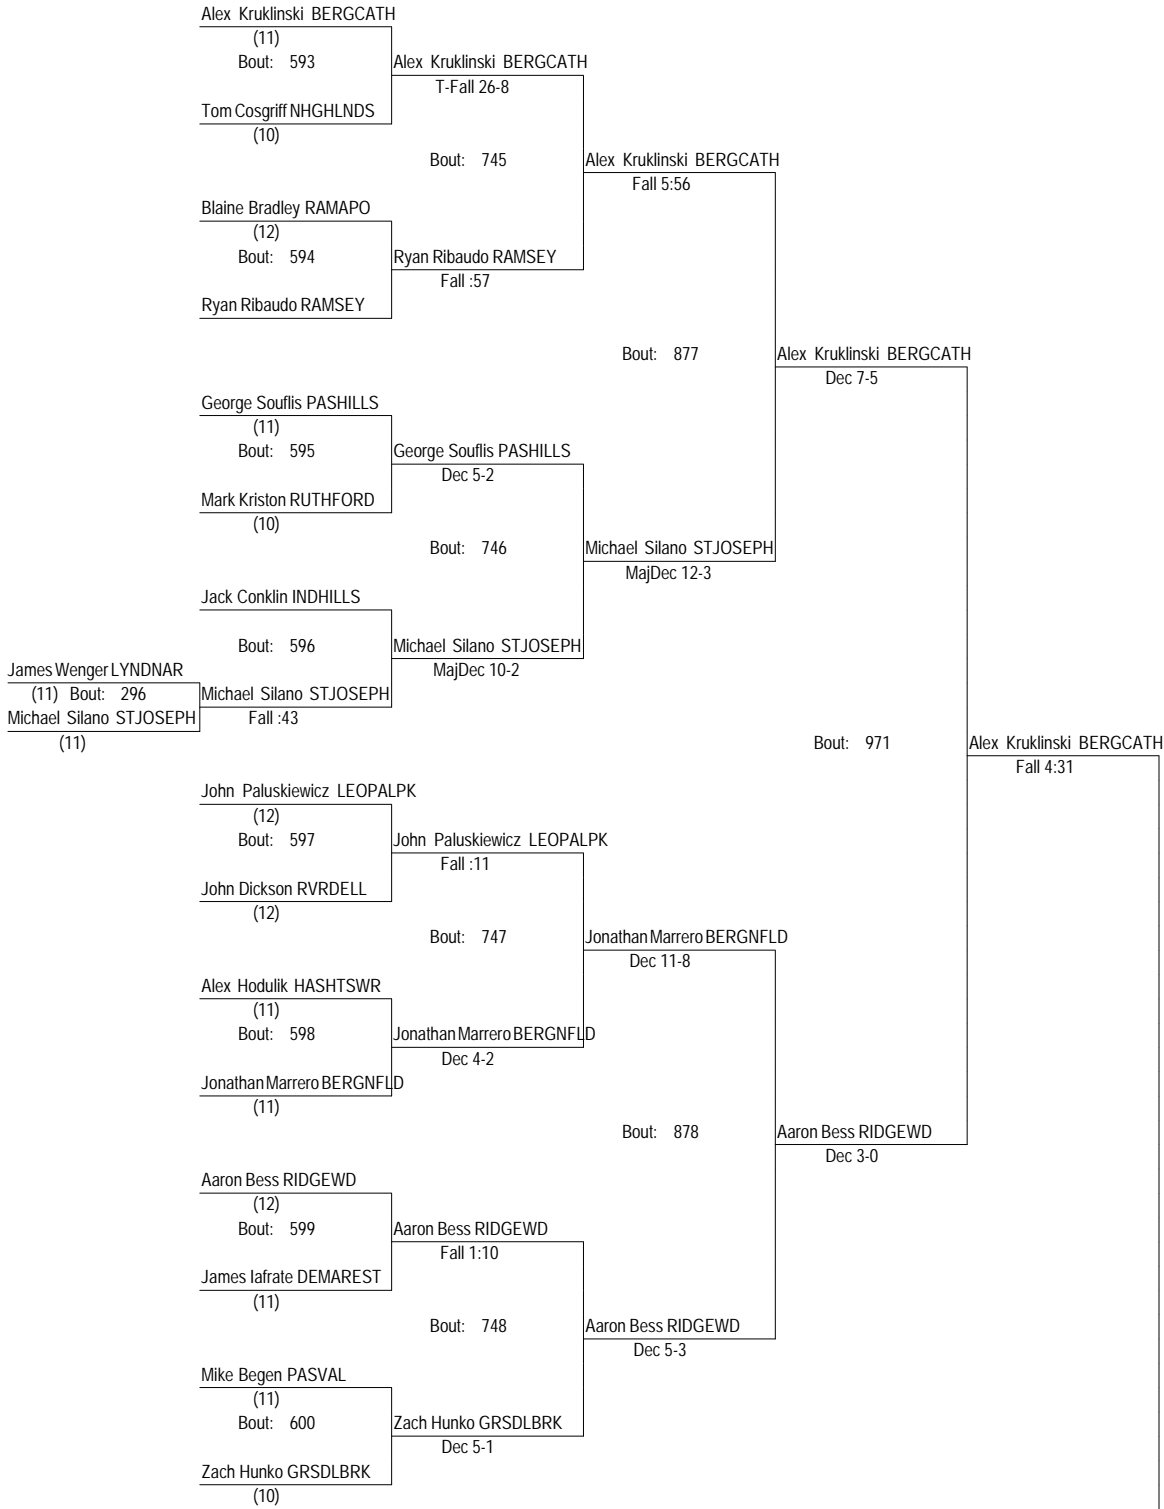 Alex Kruklinski BERGCATH
(11)
Bout: 593
Alex Kruklinski BERGCATH
T-Fall 26-8
Tom Cosgriff NHGHLNDS
(10)
Bout: 745
Alex Kruklinski BERGCATH
Fall 5:56
Blaine Bradley RAMAPO
(12)
Bout: 594
Ryan Ribaudo RAMSEY
Fall :57
Ryan Ribaudo RAMSEY
Bout: 877
Alex Kruklinski BERGCATH
Dec 7-5
George Souflis PASHILLS
(11)
Bout: 595
George Souflis PASHILLS
Dec 5-2
Mark Kriston RUTHFORD
(10)
Bout: 746
Michael Silano STJOSEPH
MajDec 12-3
Jack Conklin INDHILLS
Bout: 596
Michael Silano STJOSEPH
MajDec 10-2
James Wenger LYNDNAR
(11) Bout: 296
Michael Silano STJOSEPH
Fall :43
Michael Silano STJOSEPH
(11)
Bout: 971
Alex Kruklinski BERGCATH
Fall 4:31
John Paluskiewicz LEOPALPK
(12)
Bout: 597
John Paluskiewicz LEOPALPK
Fall :11
John Dickson RVRDELL
(12)
Bout: 747
Jonathan Marrero BERGNFLD
Dec 11-8
Alex Hodulik HASHTSWR
(11)
Bout: 598
Jonathan Marrero BERGNFLD
Dec 4-2
Jonathan Marrero BERGNFLD
(11)
Bout: 878
Aaron Bess RIDGEWD
Dec 3-0
Aaron Bess RIDGEWD
(12)
Bout: 599
Aaron Bess RIDGEWD
Fall 1:10
James Iafrate DEMAREST
(11)
Bout: 748
Aaron Bess RIDGEWD
Dec 5-3
Mike Begen PASVAL
(11)
Bout: 600
Zach Hunko GRSDLBRK
Dec 5-1
Zach Hunko GRSDLBRK
(10)